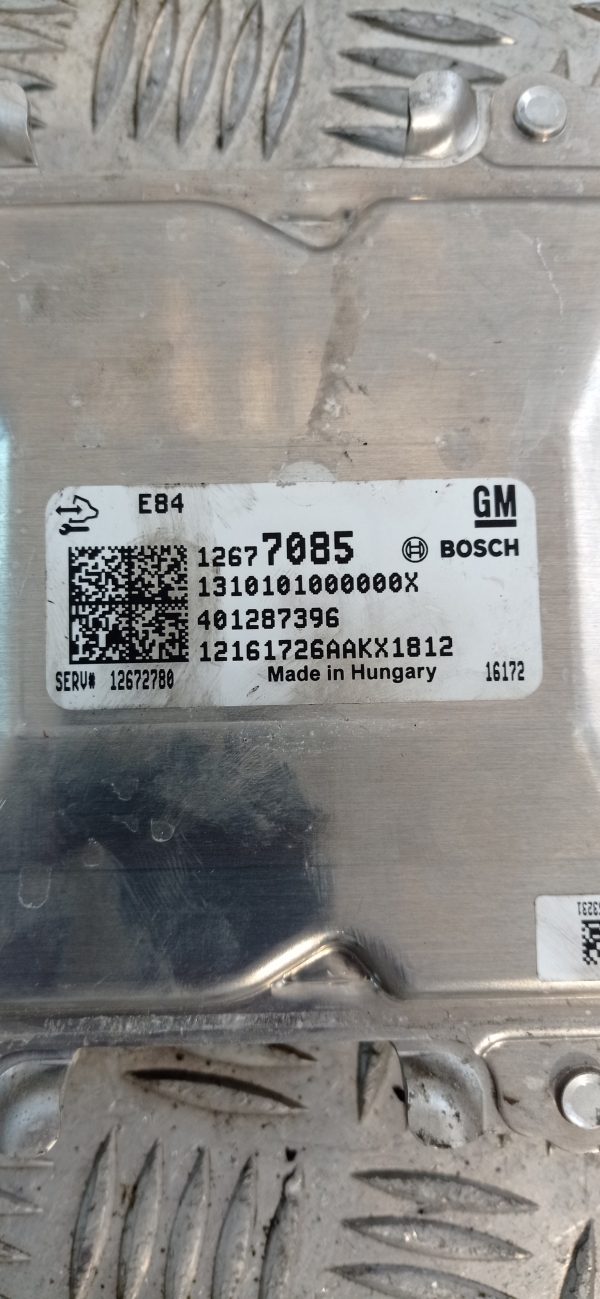 E84
GM
12677085
BOSCH
1310101000000X
401287396
12161726AAKX1812
SERV# 12672780
Made in Hungary
16172